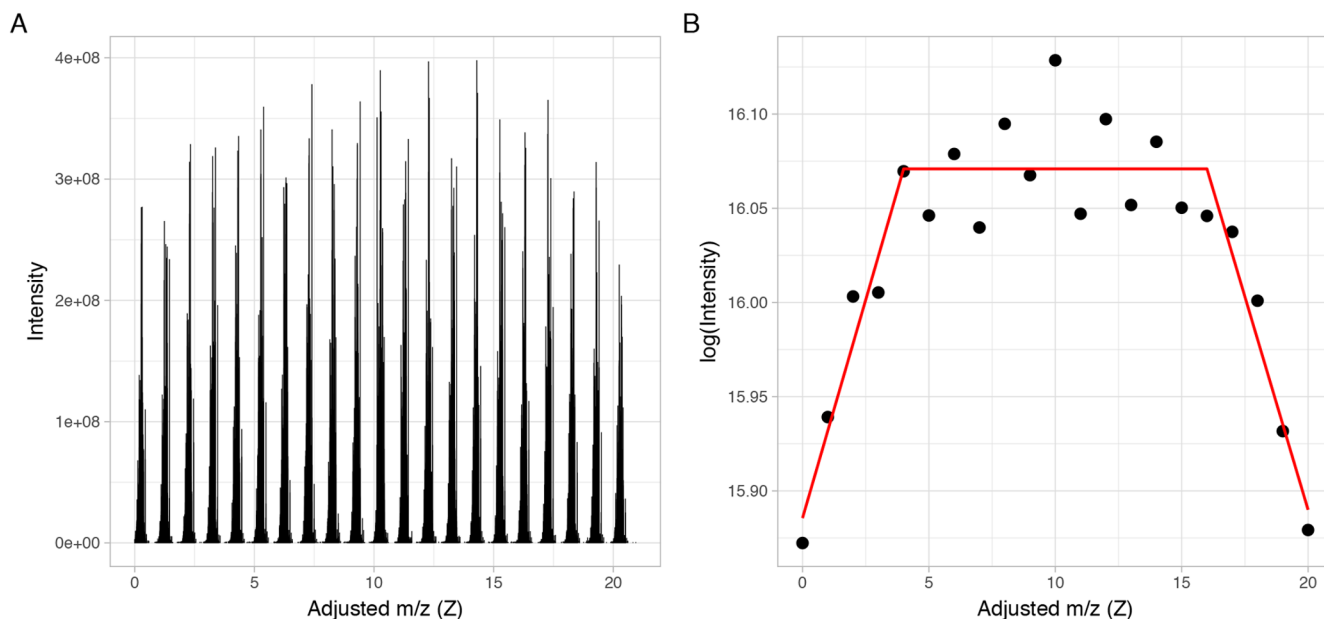 A
Intensity
4e+08
3e+08
2e+08
1e+08
0e+00
0 5 10 15 20
Adjusted m/z (Z)
B
log(Intensity)
16.10
16.05
16.00
15.95
15.90
0 5 10 15 20
Adjusted m/z (Z)